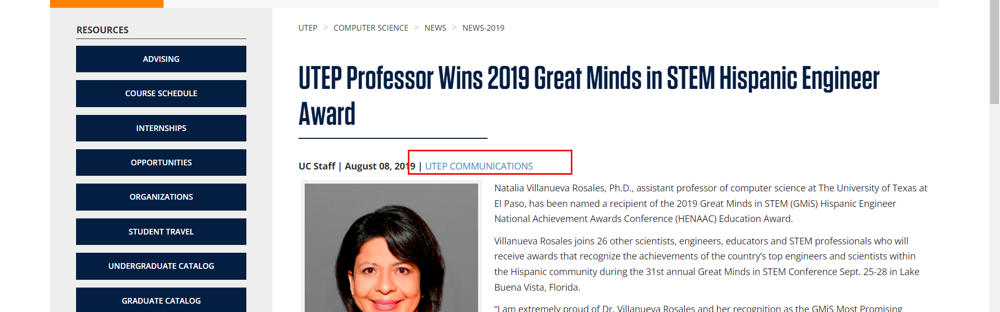 RESOURCES
ADVISING
COURSE SCHEDULE
INTERNSHIPS
OPPORTUNITIES
ORGANIZATIONS
STUDENT TRAVEL
UNDERGRADUATE CATALOG
GRADUATE CATALOG
UTEP > COMPUTER SCIENCE > NEWS > NEWS-2019
UTEP Professor Wins 2019 Great Minds in STEM Hispanic Engineer
Award
UC Staff | August 08, 2019 | UTEP COMMUNICATIONS
Natalia Villanueva Rosales, Ph.D., assistant professor of computer science at The University of Texas at
El Paso, has been named a recipient of the 2019 Great Minds in STEM (GMiS) Hispanic Engineer
National Achievement Awards Conference (HENAAC) Education Award.
Villanueva Rosales joins 26 other scientists, engineers, educators and STEM professionals who will
receive awards that recognize the achievements of the country’s top engineers and scientists within
the Hispanic community during the 31st annual Great Minds in STEM Conference Sept. 25-28 in Lake
Buena Vista, Florida.
“I am extremely proud of Dr. Villanueva Rosales and her recognition as the GMiS Most Promising